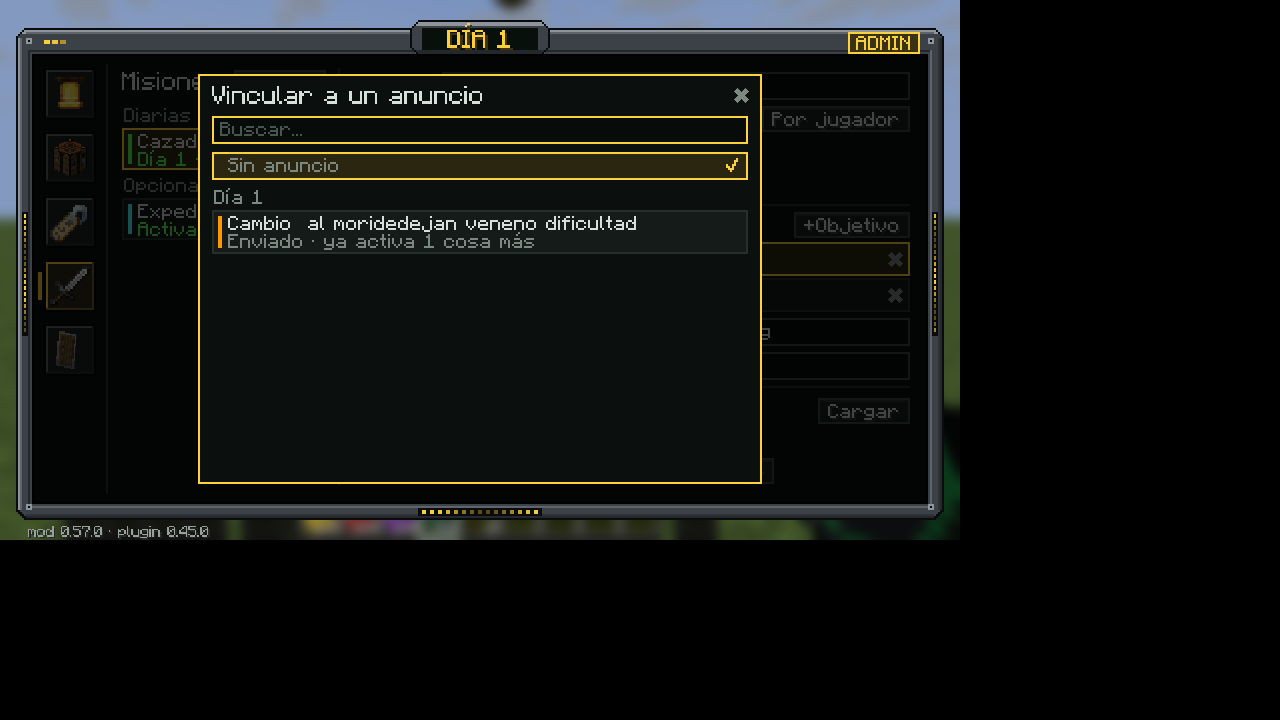 DÍA 1
ADMIN
Misione
Vincular a un anuncio
Buscar...
Por jugador
Diarias
Cazad
Día 1
Sin anuncio
Opciona
Día 1
Exped
Activa
Cambio  al moridedejan veneno dificultad
Enviado · ya activa 1 cosa más
+Objetivo
Cargar
mod 0.57.0 · plugin 0.45.0